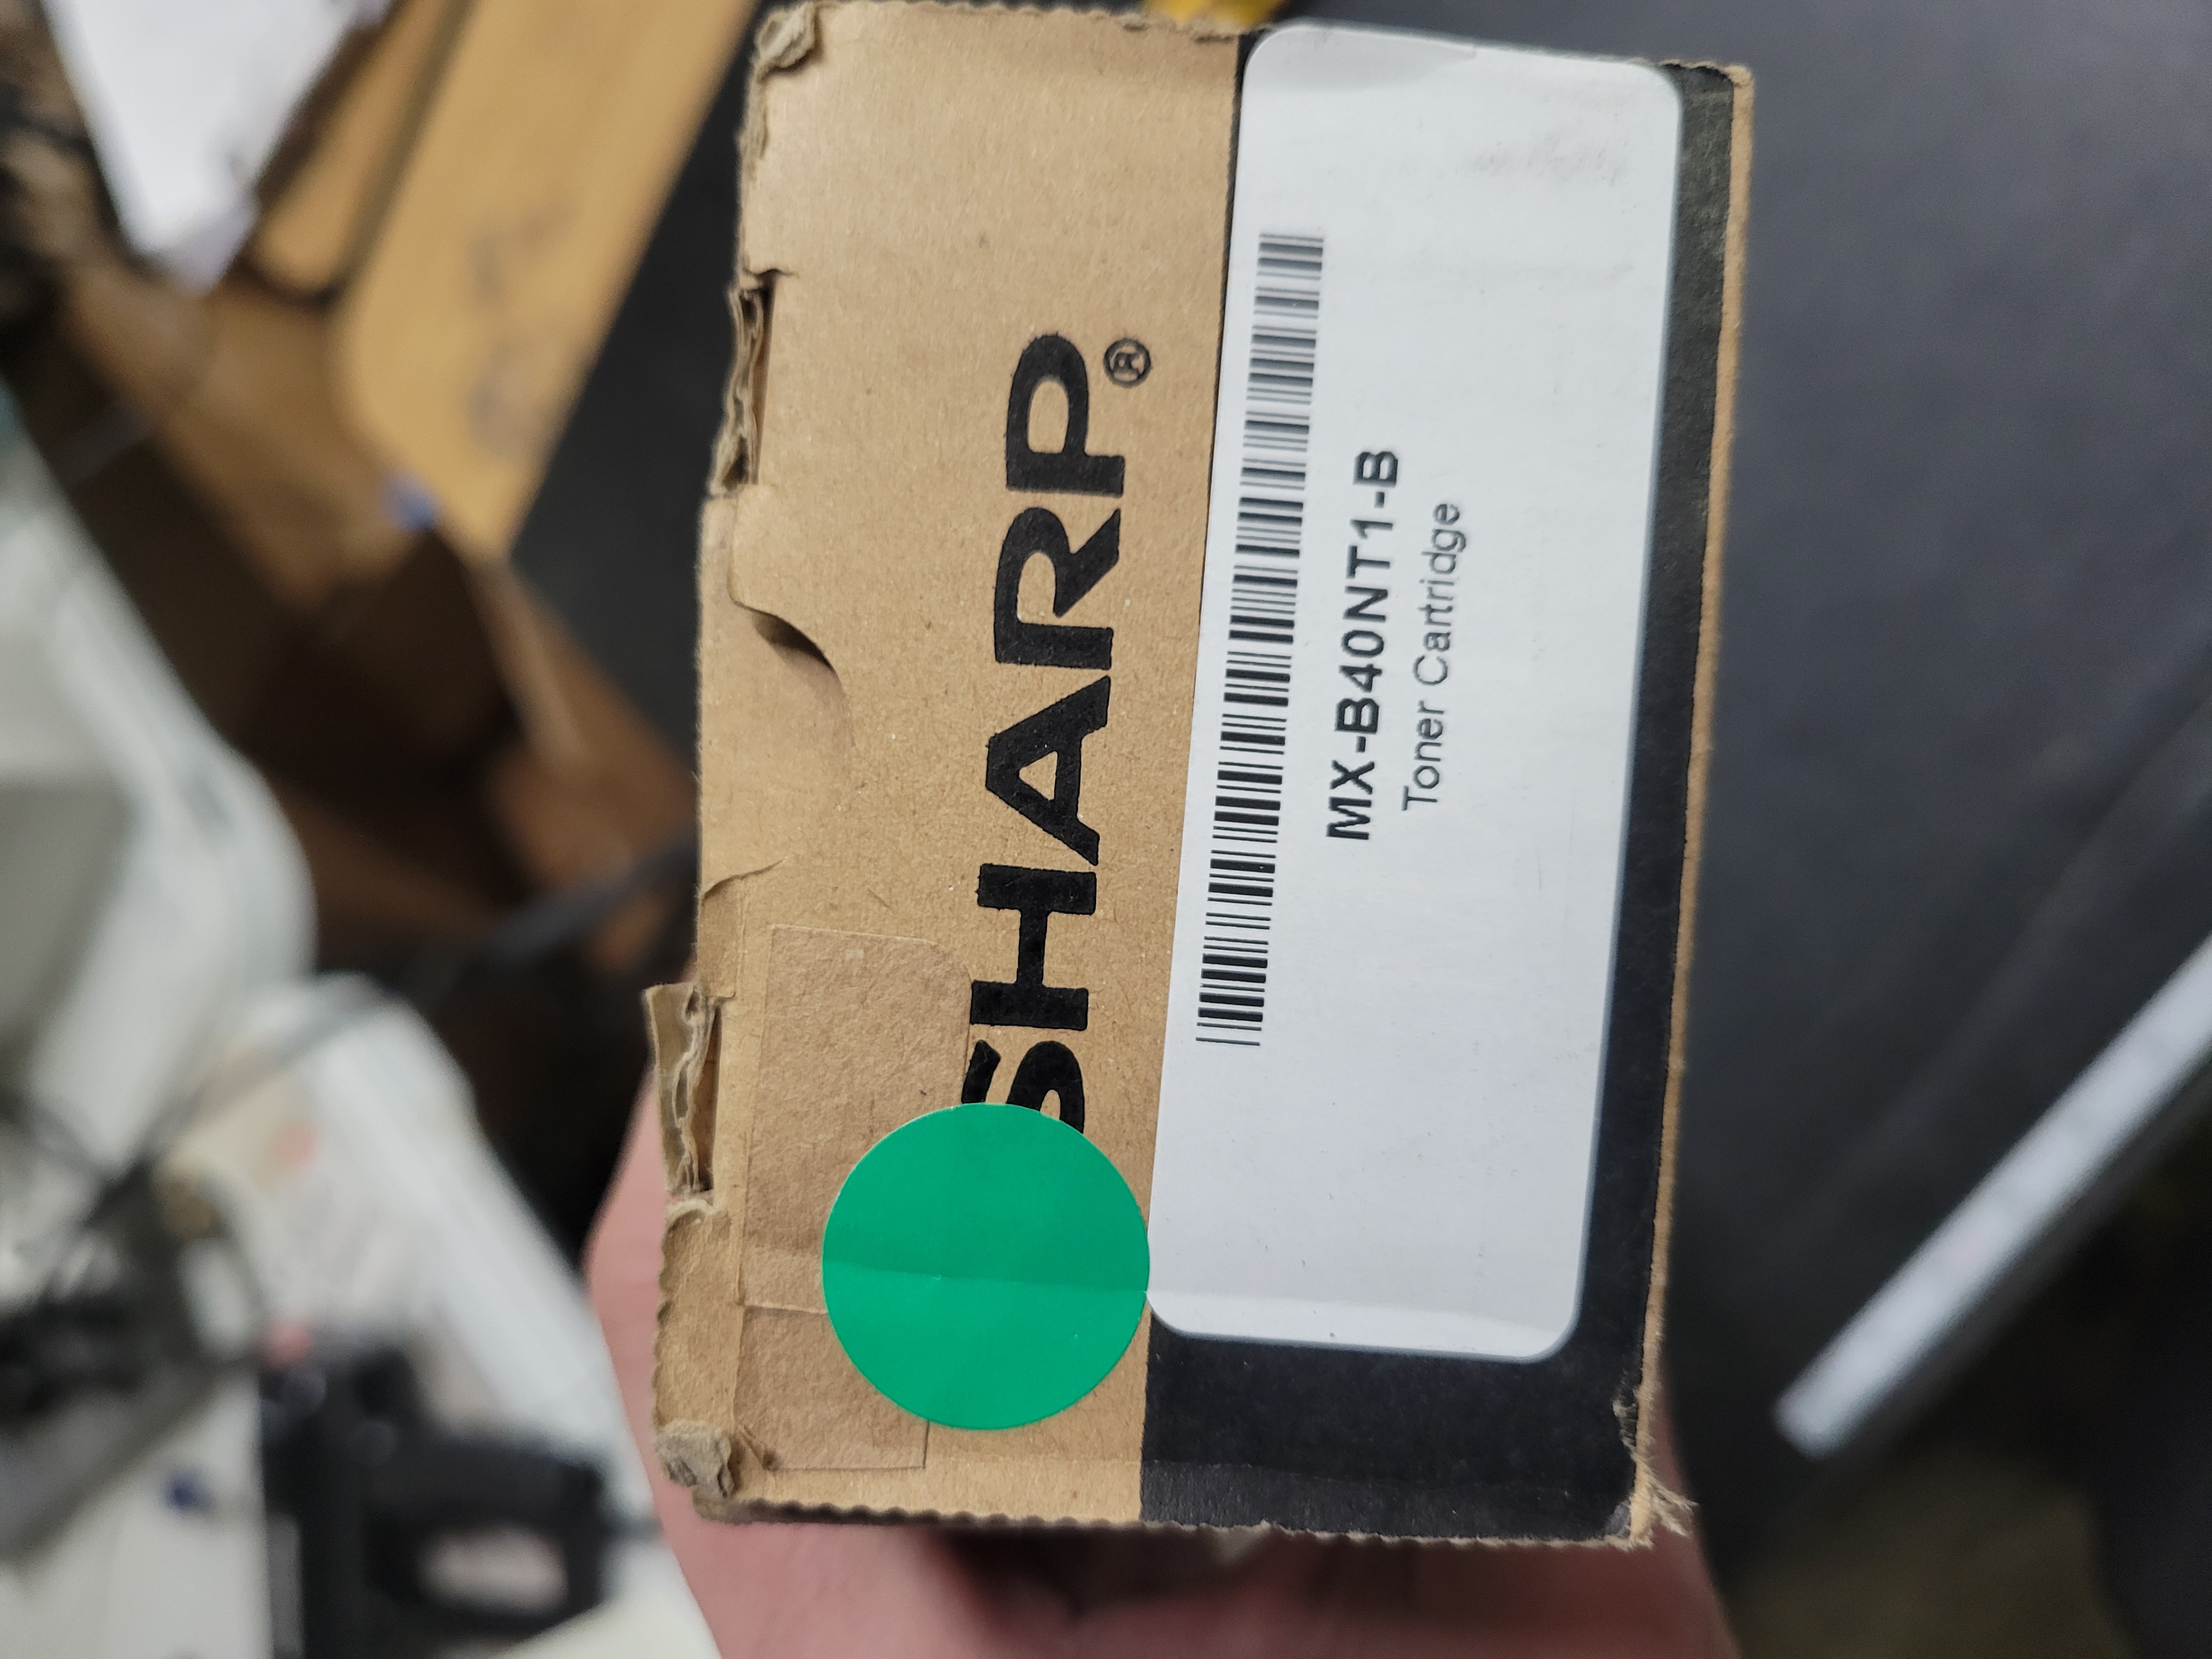 SHARP®
MX-B40NT1-B
Toner Cartridge